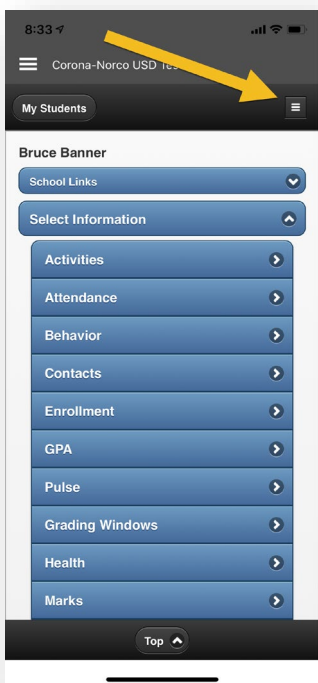 8:33
Corona-Norco USD
My Students
Bruce Banner
School Links
Select Information
Activities
Attendance
Behavior
Contacts
Enrollment
GPA
Pulse
Grading Windows
Health
Marks
Top